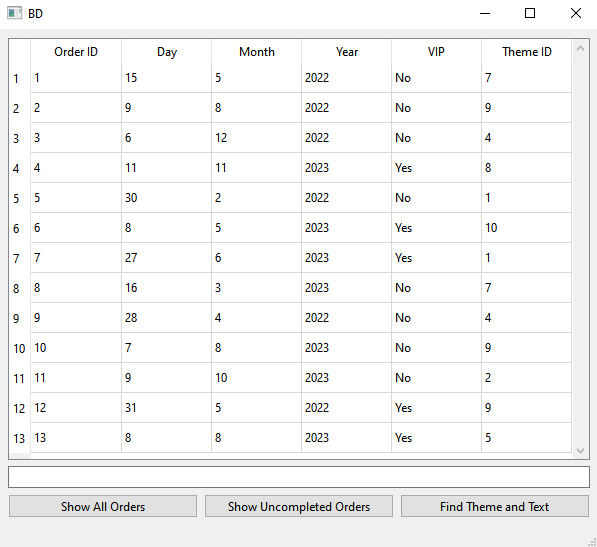 BD
Order ID Day Month Year VIP Theme ID
1 1 15 5 2022 No 7
2 2 9 8 2022 No 9
3 3 6 12 2022 No 4
4 4 11 11 2023 Yes 8
5 5 30 2 2022 No 1
6 6 8 5 2023 Yes 10
7 7 27 6 2023 Yes 1
8 8 16 3 2023 No 7
9 9 28 4 2022 No 4
10 10 7 8 2023 No 9
11 11 9 10 2023 No 2
12 12 31 5 2022 Yes 9
13 13 8 8 2023 Yes 5
Show All Orders Show Uncompleted Orders Find Theme and Text